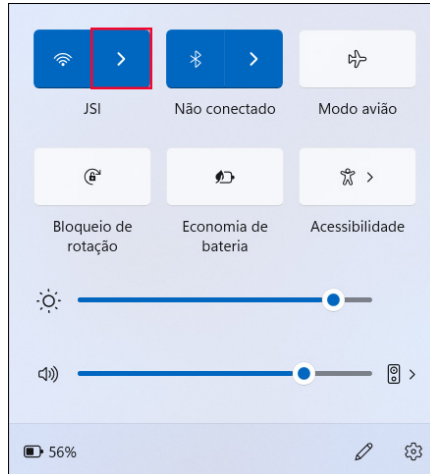 JSI
Não conectado
Modo avião
Bloqueio de
rotação
Economia de
bateria
Acessibilidade
56%